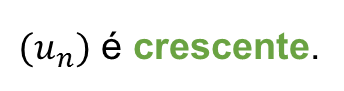 (uₙ) é crescente.